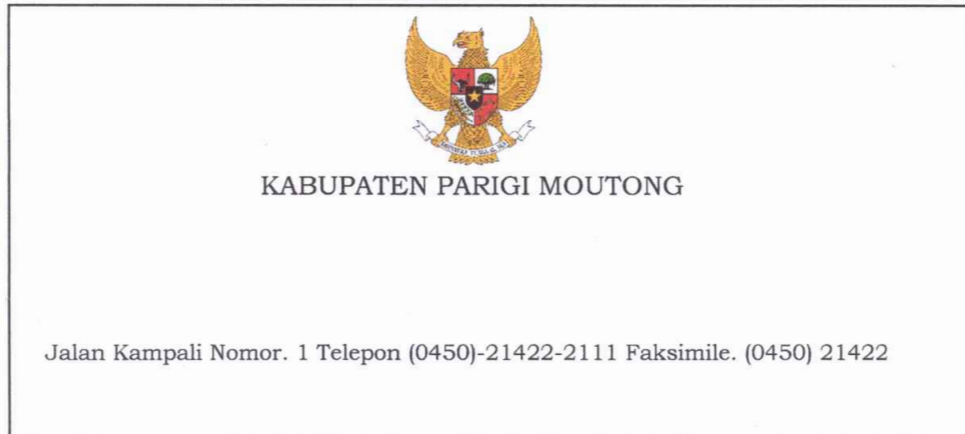 KABUPATEN PARIGI MOUTONG
Jalan Kampali Nomor. 1 Telepon (0450)-21422-2111 Faksimile. (0450) 21422